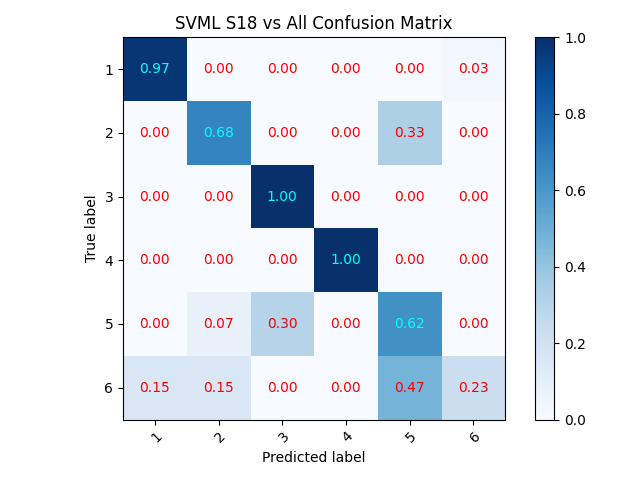 SVML S18 vs All Confusion Matrix
1 0.97 0.00 0.00 0.00 0.00 0.03
2 0.00 0.68 0.00 0.00 0.33 0.00
3 0.00 0.00 1.00 0.00 0.00 0.00
4 0.00 0.00 0.00 1.00 0.00 0.00
5 0.00 0.07 0.30 0.00 0.62 0.00
6 0.15 0.15 0.00 0.00 0.47 0.23
1 2 3 4 5 6
True label
Predicted label
1.0
0.8
0.6
0.4
0.2
0.0